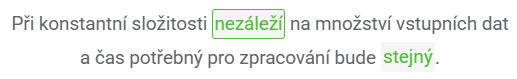 Při konstantní složitosti nezáleží na množství vstupních dat
a čas potřebný pro zpracování bude stejný.